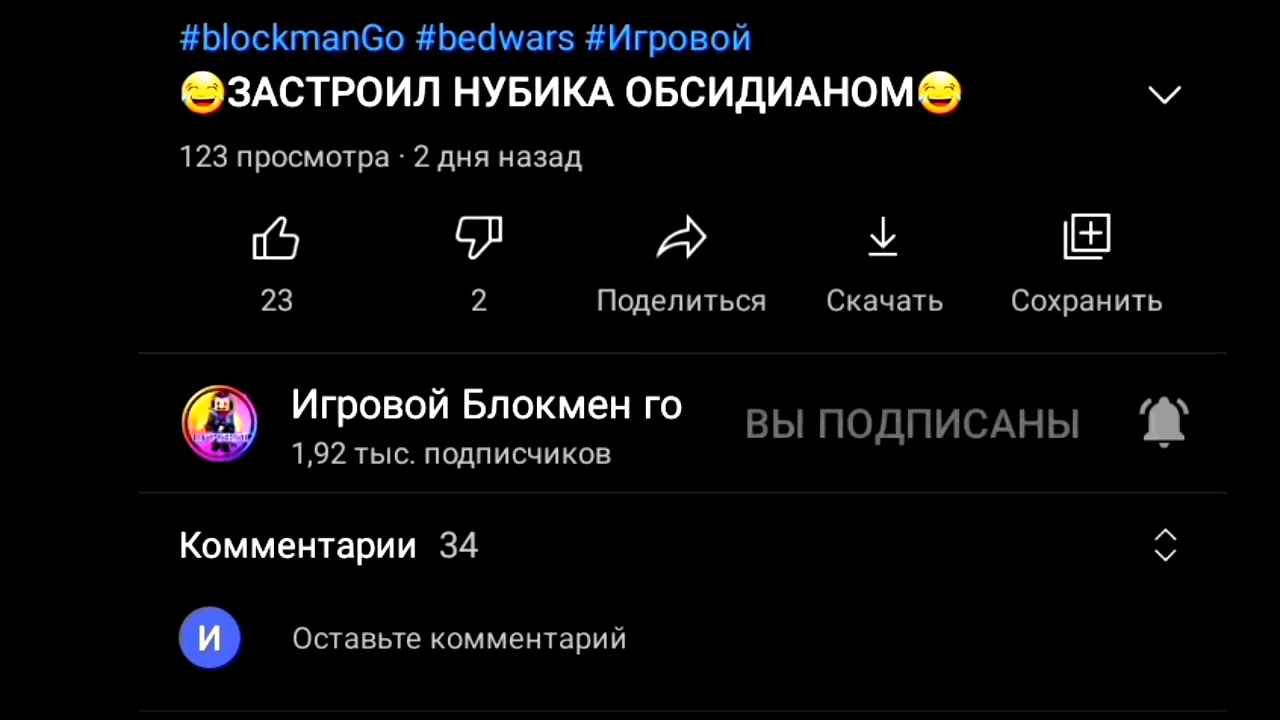 #blockmanGo #bedwars #Игровой
😂ЗАСТРОИЛ НУБИКА ОБСИДИАНОМ😂
123 просмотра · 2 дня назад
23 2 Поделиться Скачать Сохранить
Игровой Блокмен го
ВЫ ПОДПИСАНЫ
1,92 тыс. подписчиков
Комментарии 34
И Оставьте комментарий